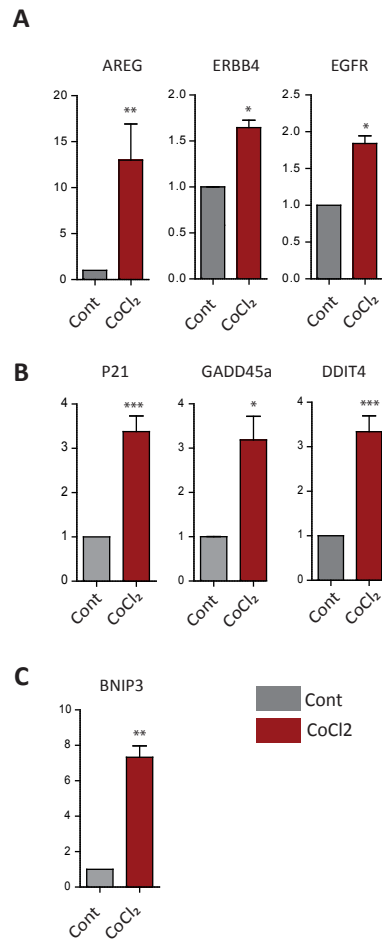 A
AREG ERBB4 EGFR
** * *
20 15 10 5 0
2.0 1.5 1.0 0.5 0.0
2.5 2.0 1.5 1.0 0.5 0.0
Cont CoCl₂ Cont CoCl₂ Cont CoCl₂
B
P21 GADD45a DDIT4
*** * ***
4 3 2 1 0
4 3 2 1 0
4 3 2 1 0
Cont CoCl₂ Cont CoCl₂ Cont CoCl₂
C
BNIP3
**
10 8 6 4 2 0
Cont CoCl₂
Cont
CoCl2